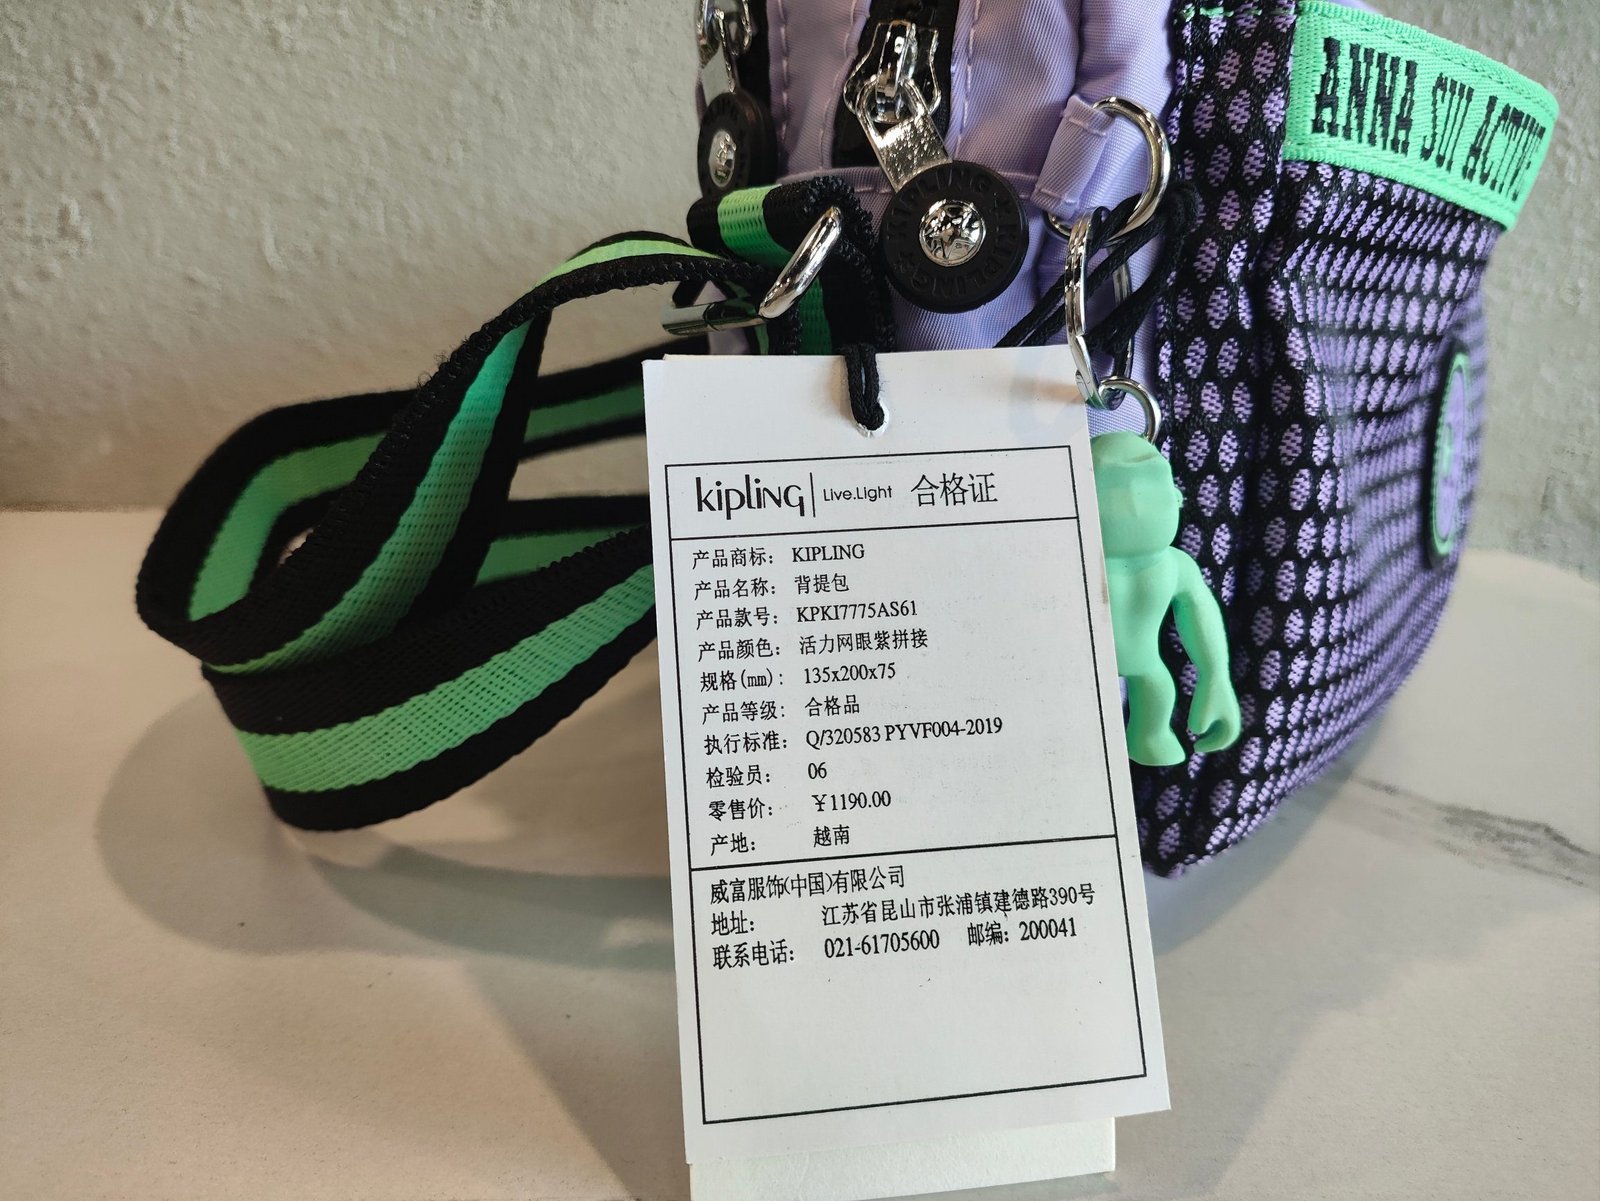 ANNA SUI ACTIVE
KIPLING KIPLING KIPLING
kipling Live.Light 合格证
产品商标： KIPLING
产品名称： 背提包
产品款号： KPKI7775AS61
产品颜色： 活力网眼紫拼接
规格(mm)： 135x200x75
产品等级： 合格品
执行标准： Q/320583 PYVF004-2019
检验员： 06
零售价： ￥1190.00
产地： 越南
威富服饰(中国)有限公司
地址： 江苏省昆山市张浦镇建德路390号
联系电话： 021-61705600 邮编：200041